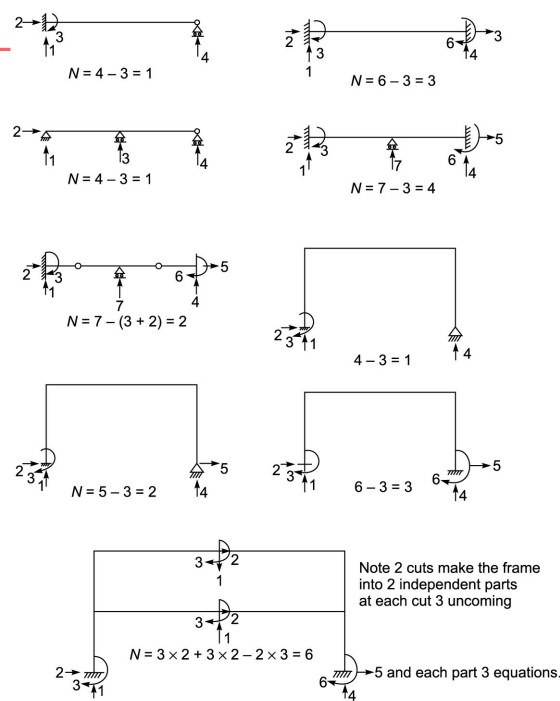 2 3 1 4
N = 4 – 3 = 1
2 3 1 6 3 4
N = 6 – 3 = 3
2 1 3 4
N = 4 – 3 = 1
2 3 1 7 6 5 4
N = 7 – 3 = 4
2 3 1 7 6 5 4
N = 7 – (3 + 2) = 2
2 3 1 4
4 – 3 = 1
2 3 1 5 4
N = 5 – 3 = 2
2 3 1 6 5 4
6 – 3 = 3
3 2
1
3 2
1
Note 2 cuts make the frame
into 2 independent parts
at each cut 3 uncoming
N = 3 × 2 + 3 × 2 – 2 × 3 = 6
2 3 1 6 4 5 and each part 3 equations.